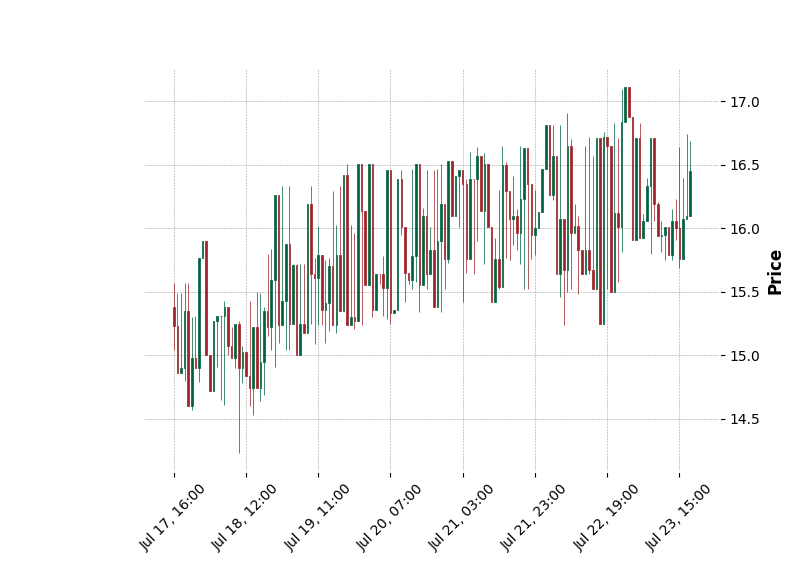 17.0
16.5
16.0
15.5
15.0
14.5
Price
Jul 17, 16:00
Jul 18, 12:00
Jul 19, 11:00
Jul 20, 07:00
Jul 21, 03:00
Jul 21, 23:00
Jul 22, 19:00
Jul 23, 15:00